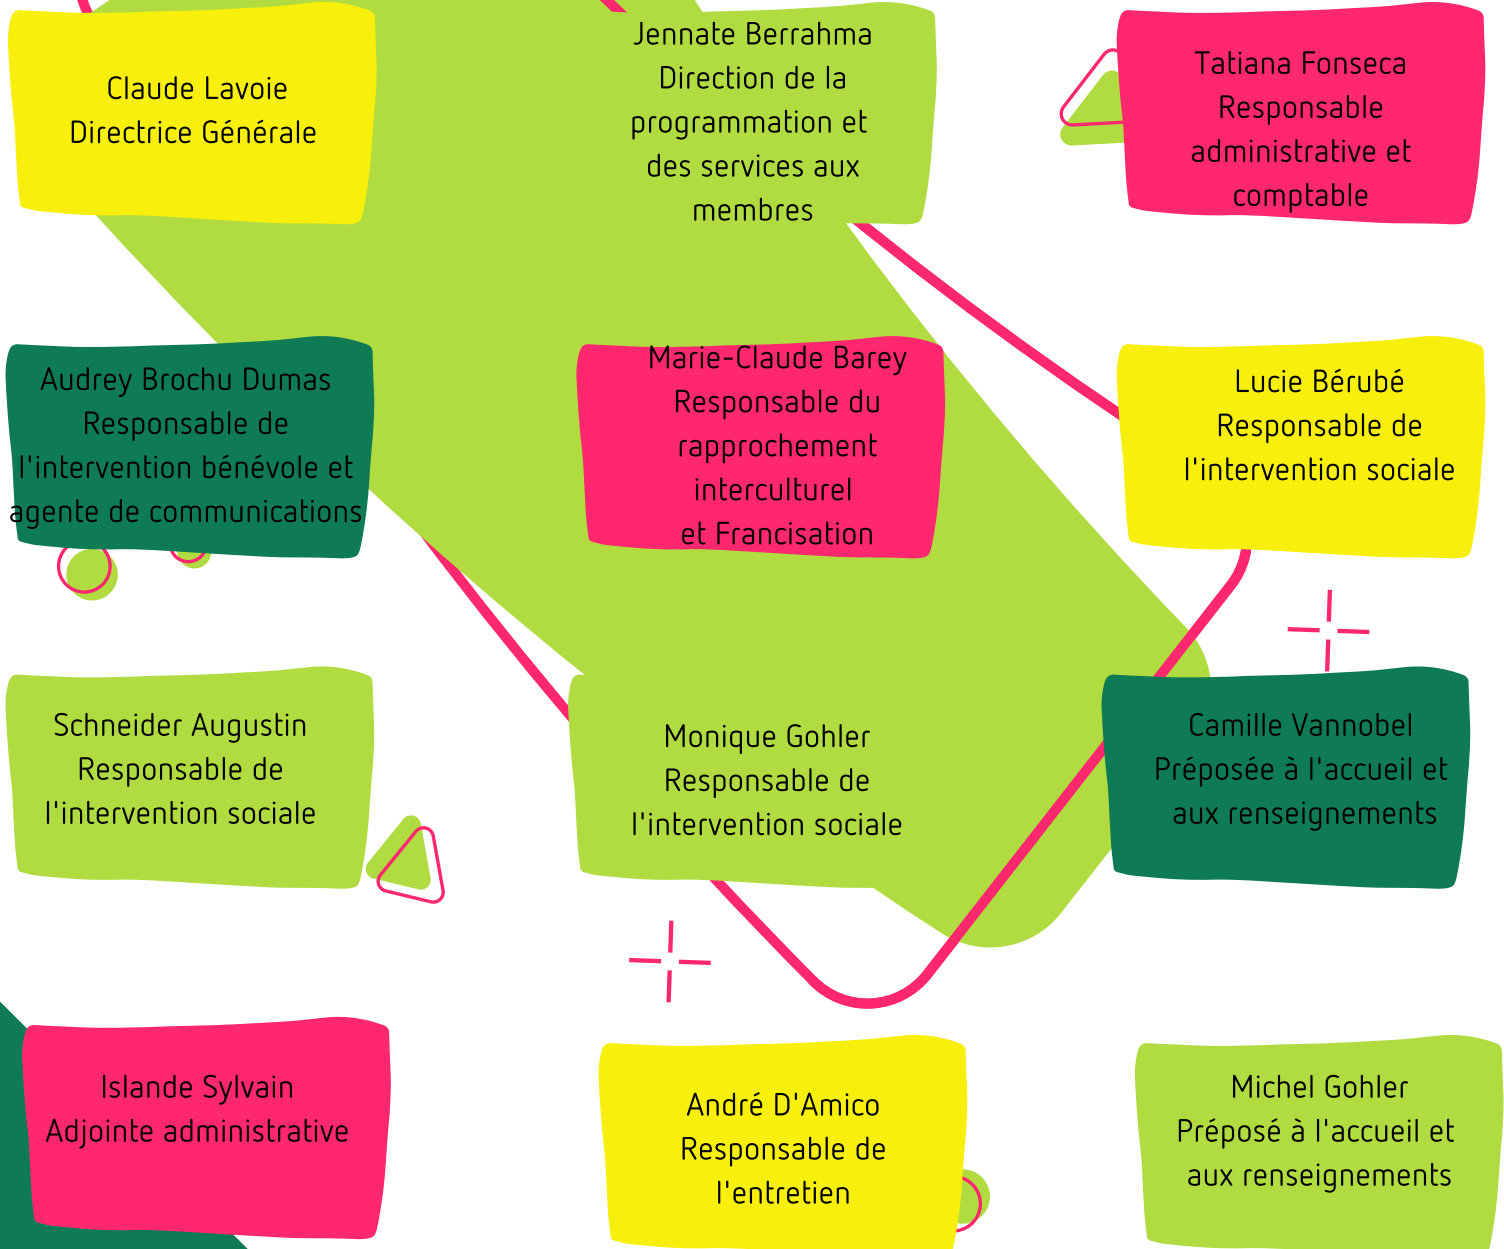 Claude Lavoie
Directrice Générale
Jennate Berrahma
Direction de la
programmation et
des services aux
membres
Tatiana Fonseca
Responsable
administrative et
comptable
Audrey Brochu Dumas
Responsable de
l'intervention bénévole et
agente de communications
Marie-Claude Barey
Responsable du
rapprochement
interculturel
et Francisation
Lucie Bérubé
Responsable de
l'intervention sociale
Schneider Augustin
Responsable de
l'intervention sociale
Monique Gohler
Responsable de
l'intervention sociale
Camille Vannobel
Préposée à l'accueil et
aux renseignements
Islande Sylvain
Adjointe administrative
André D'Amico
Responsable de
l'entretien
Michel Gohler
Préposé à l'accueil et
aux renseignements